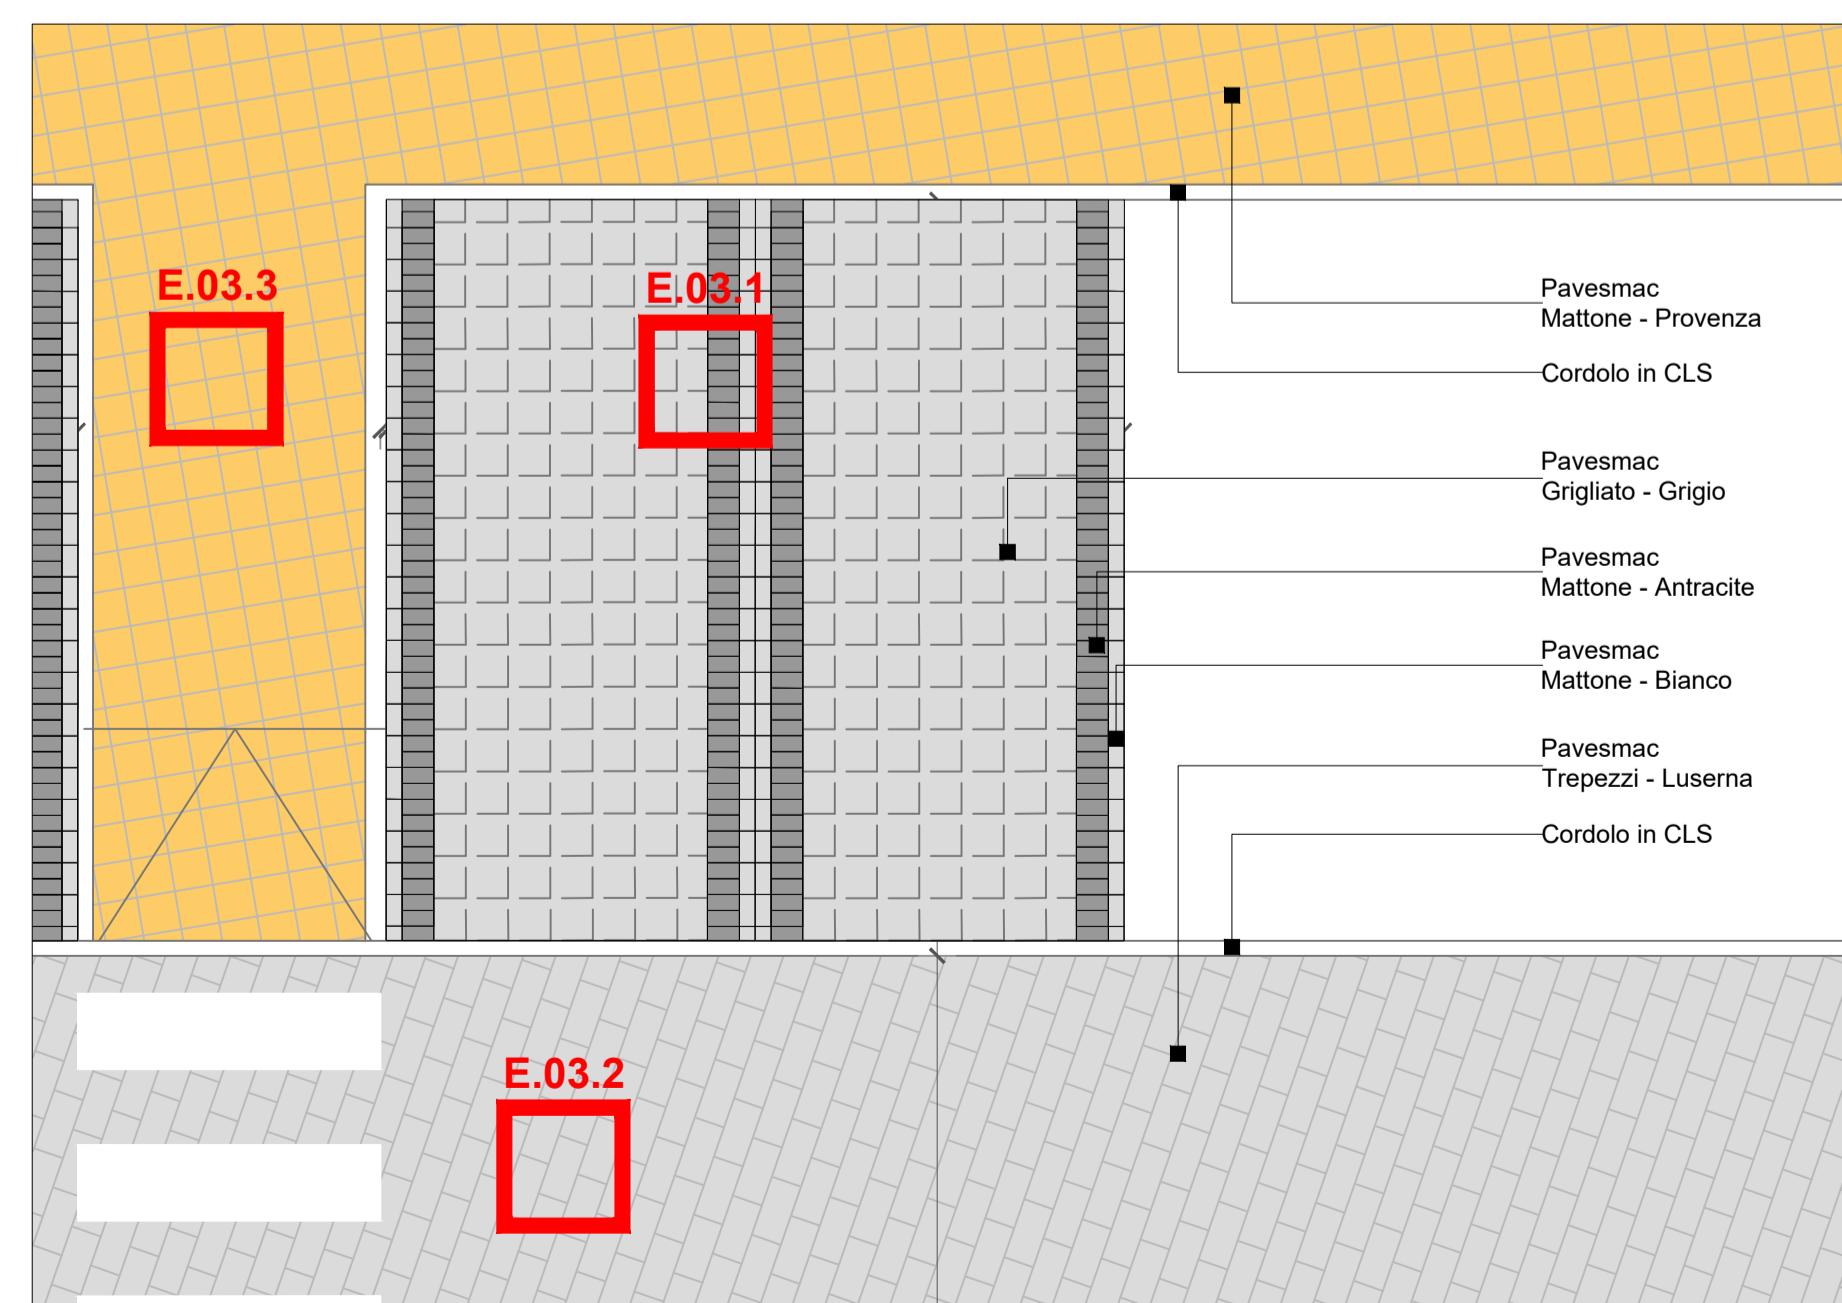 E.03.3
E.03.1
Pavesmac
Mattone - Provenza
Cordolo in CLS
Pavesmac
Grigliato - Grigio
Pavesmac
Mattone - Antracite
Pavesmac
Mattone - Bianco
Pavesmac
Trepezzi - Luserna
Cordolo in CLS
E.03.2